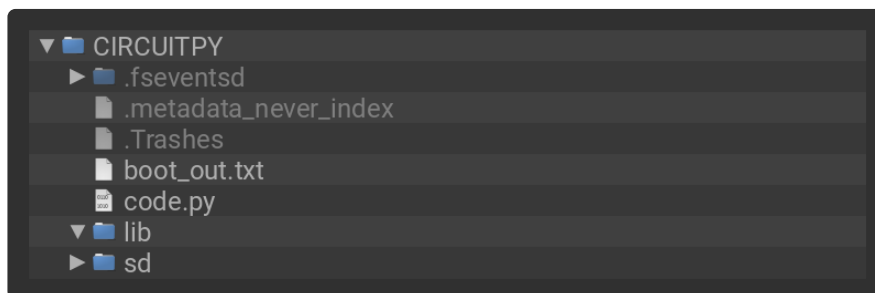 CIRCUITPY
.fseventsd
.metadata_never_index
.Trashes
boot_out.txt
code.py
lib
sd